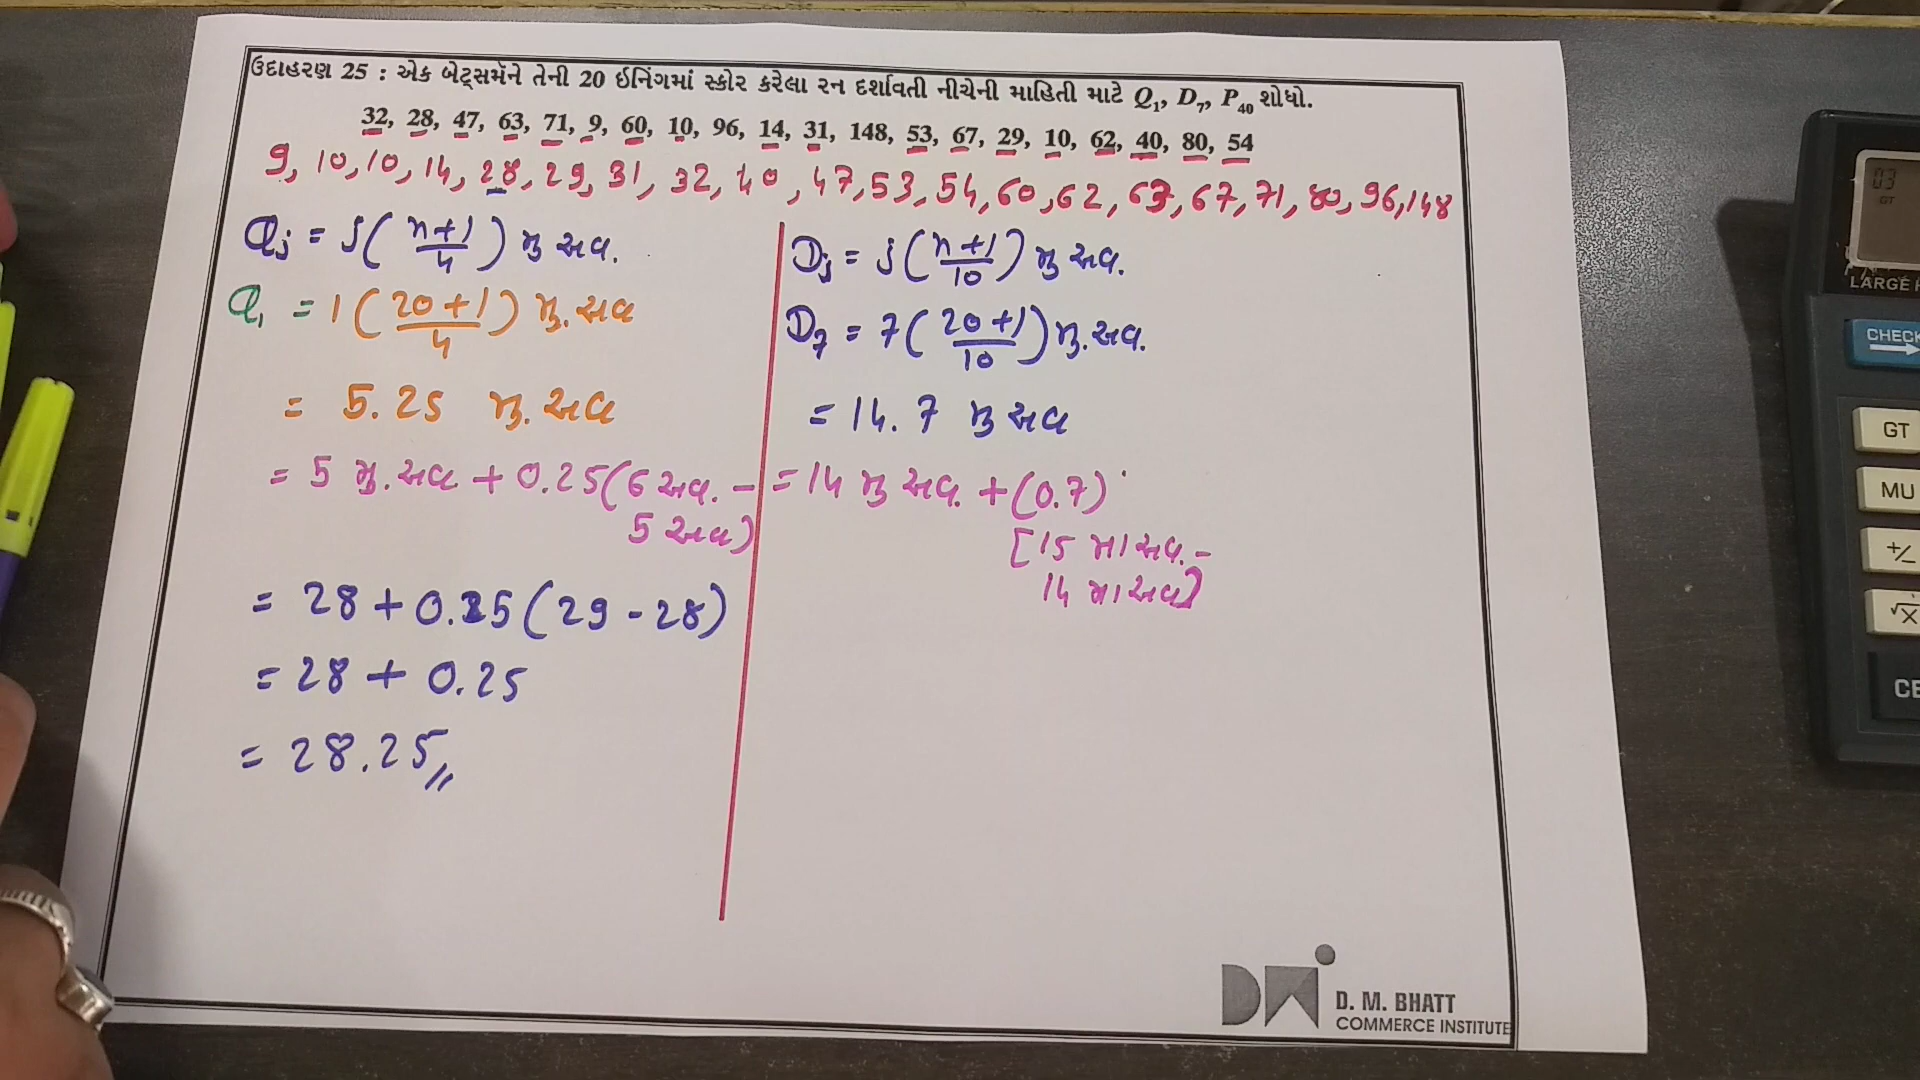 ઉદાહરણ 25 : એક બેટ્સમૅને તેની 20 ઇનિંગમાં સ્કોર કરેલા રન દર્શાવતી નીચેની માહિતી માટે Q₁, D₇, P₄₀ શોધો.
32, 28, 47, 63, 71, 9, 60, 10, 96, 14, 31, 148, 53, 67, 29, 10, 62, 40, 80, 54
9, 10, 10, 14, 28, 29, 31, 32, 40, 47, 53, 54, 60, 62, 63, 67, 71, 80, 96, 148
Qj = j(n+1/4) મુ અવ.
Q₁ = 1(20+1/4) મુ. અવ
= 5.25 મુ. અવ
= 5 મુ. અવ + 0.25(6 અવ. -
5 અવ)
= 28 + 0.25(29 - 28)
= 28 + 0.25
= 28.25
Dj = j(n+1/10) મુ અવ.
D₇ = 7(20+1/10) મુ. અવ.
= 14.7 મુ અવ
= 14 મુ અવ. + (0.7)
[15 મા અવ. -
14 મા અવ]
D. M. BHATT
COMMERCE INSTITUTE
03
GT
LARGE
CHECK
GT
MU
+/-
√X
CE